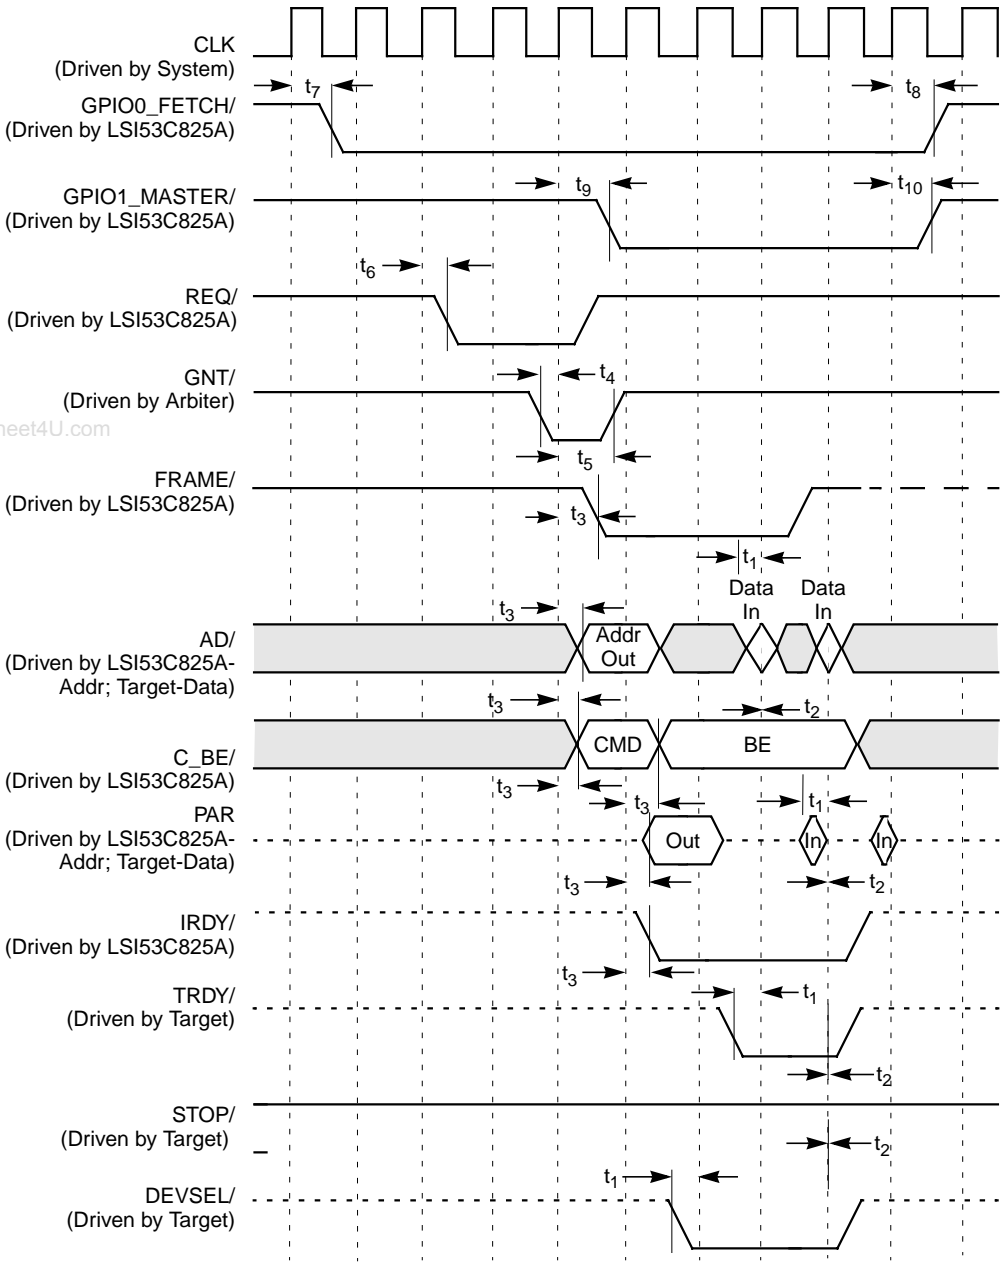 CLK
(Driven by System)
t7
t8
GPIO0_FETCH/
(Driven by LSI53C825A)
t9
t10
GPIO1_MASTER/
(Driven by LSI53C825A)
t6
REQ/
(Driven by LSI53C825A)
GNT/
(Driven by Arbiter)
t4
neet4U.com
t5
FRAME/
(Driven by LSI53C825A)
t3
t1
Data
In
Data
In
t3
AD/
(Driven by LSI53C825A-
Addr; Target-Data)
Addr
Out
t3
t2
C_BE/
(Driven by LSI53C825A)
CMD
BE
t3
t3
t1
PAR
(Driven by LSI53C825A-
Addr; Target-Data)
Out
In
In
t3
t2
IRDY/
(Driven by LSI53C825A)
t3
t1
TRDY/
(Driven by Target)
t2
STOP/
(Driven by Target)
t2
t1
DEVSEL/
(Driven by Target)